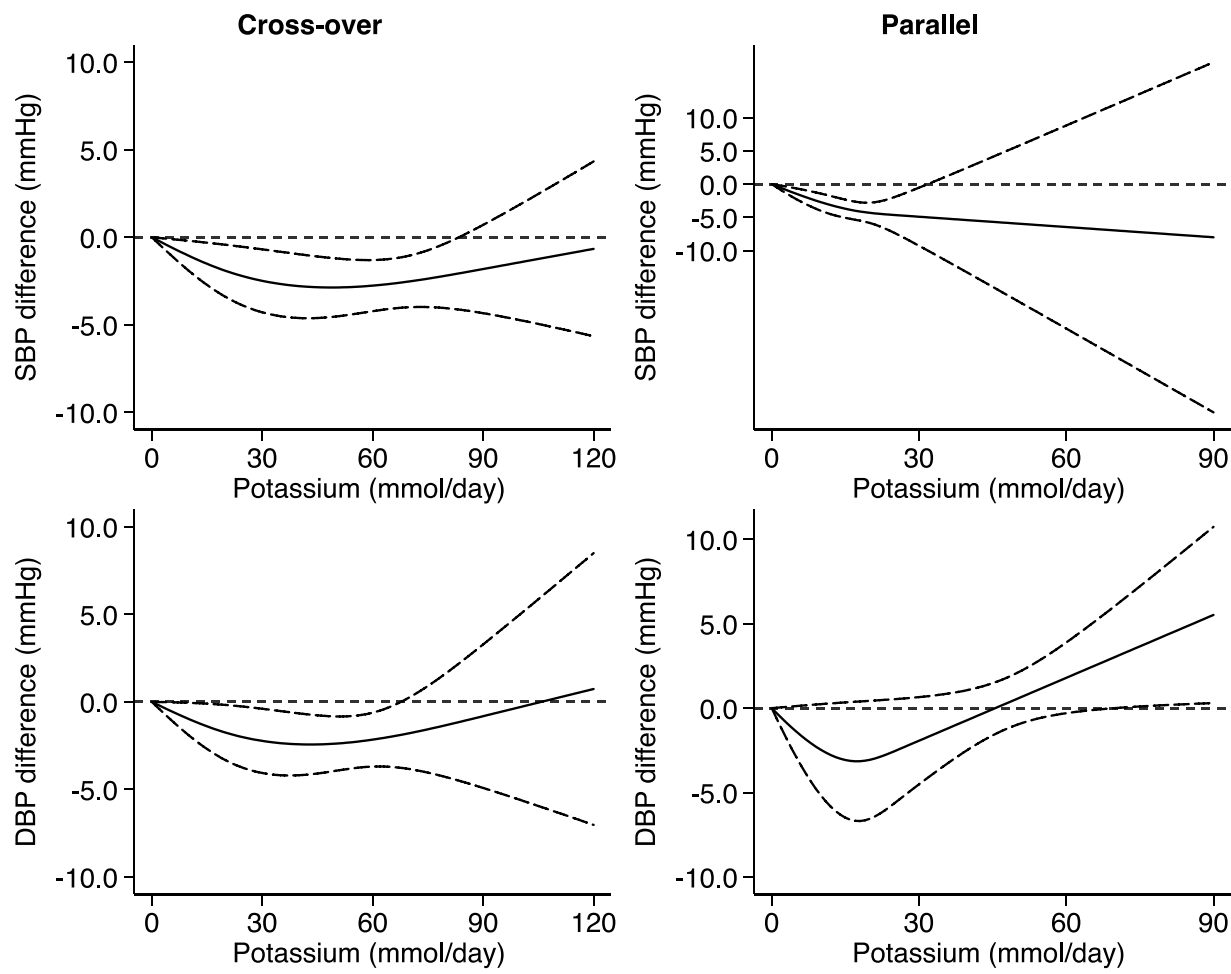 Cross-over
SBP difference (mmHg)
10.0
5.0
0.0
-5.0
-10.0
0 30 60 90 120
Potassium (mmol/day)
Parallel
SBP difference (mmHg)
10.0
5.0
0.0
-5.0
-10.0
0 30 60 90
Potassium (mmol/day)
DBP difference (mmHg)
10.0
5.0
0.0
-5.0
-10.0
0 30 60 90 120
Potassium (mmol/day)
DBP difference (mmHg)
10.0
5.0
0.0
-5.0
-10.0
0 30 60 90
Potassium (mmol/day)